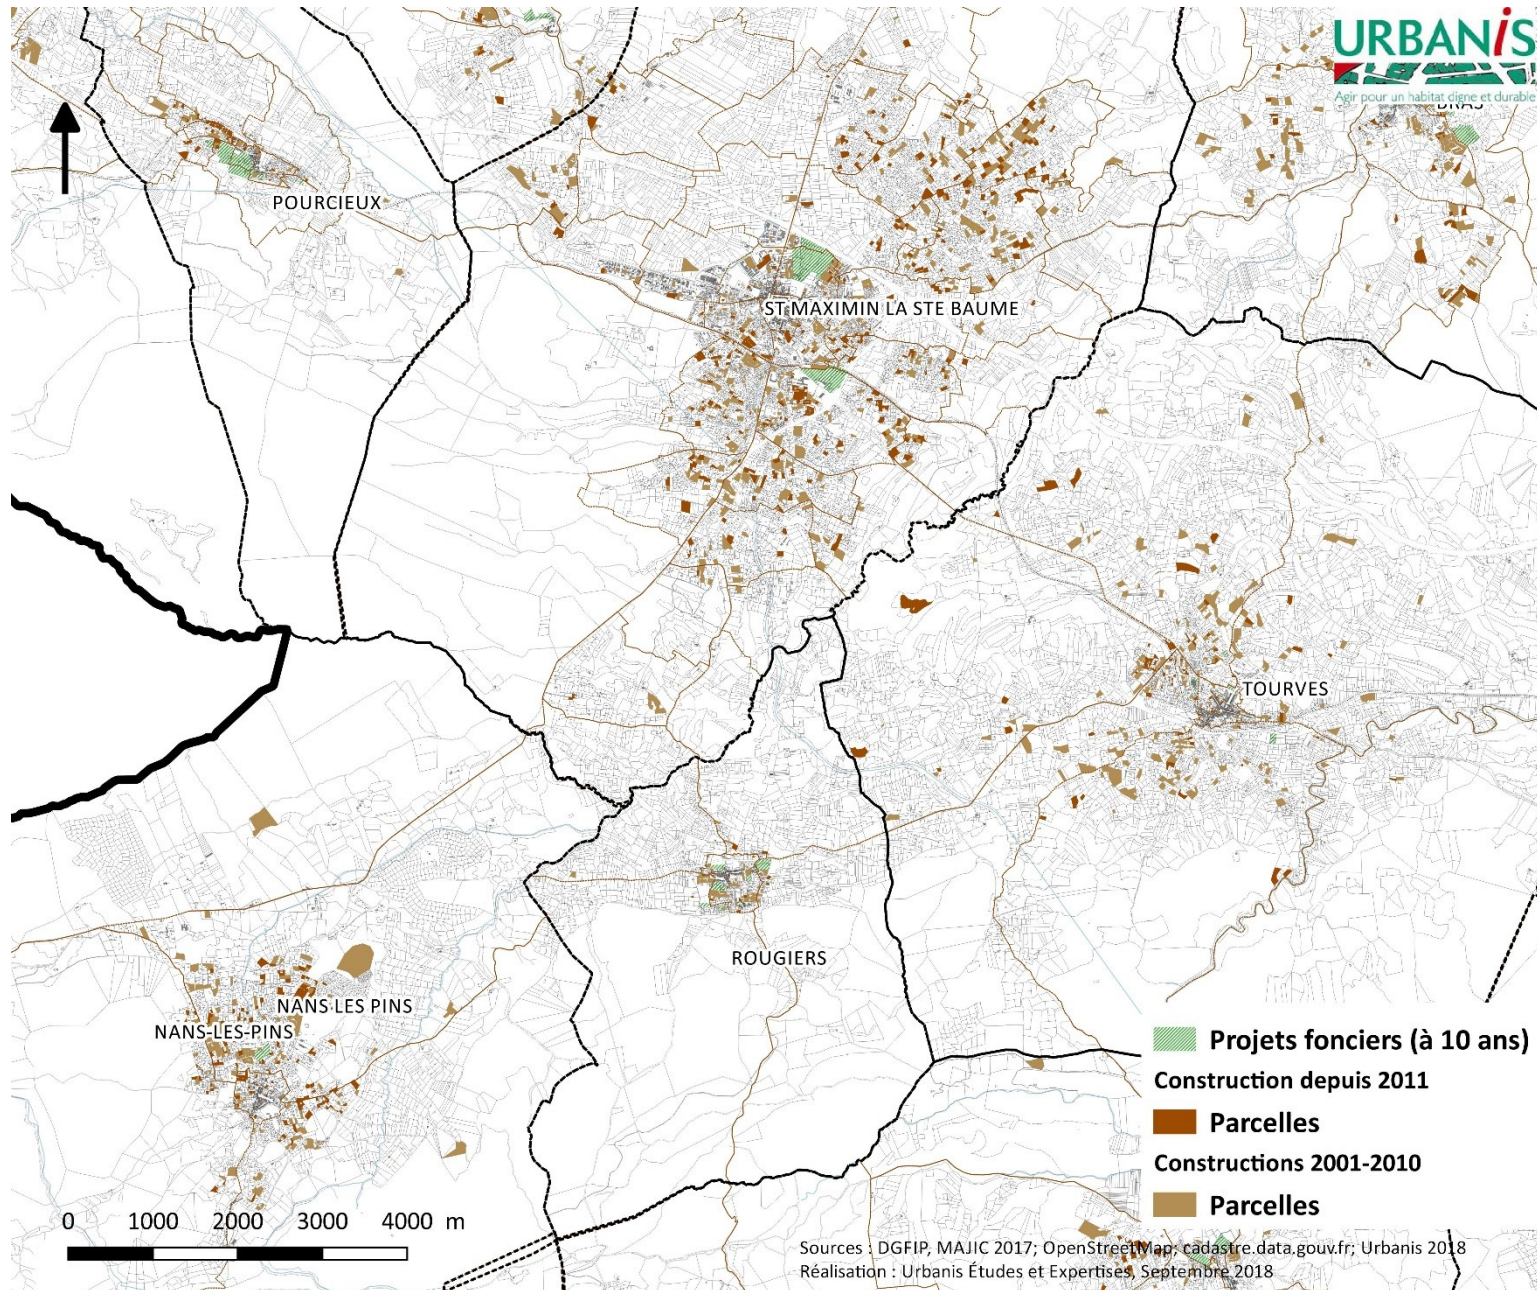 URBANiS
Agir pour un habitat digne et durable
BRAS
POURCIEUX
ST MAXIMIN LA STE BAUME
TOURVES
ROUGIERS
NANS LES PINS
NANS-LES-PINS
Projets fonciers (à 10 ans)
Construction depuis 2011
Parcelles
Constructions 2001-2010
Parcelles
0 1000 2000 3000 4000 m
Sources : DGFIP, MAJIC 2017; OpenStreetMap; cadastre.data.gouv.fr; Urbanis 2018
Réalisation : Urbanis Études et Expertises, Septembre 2018